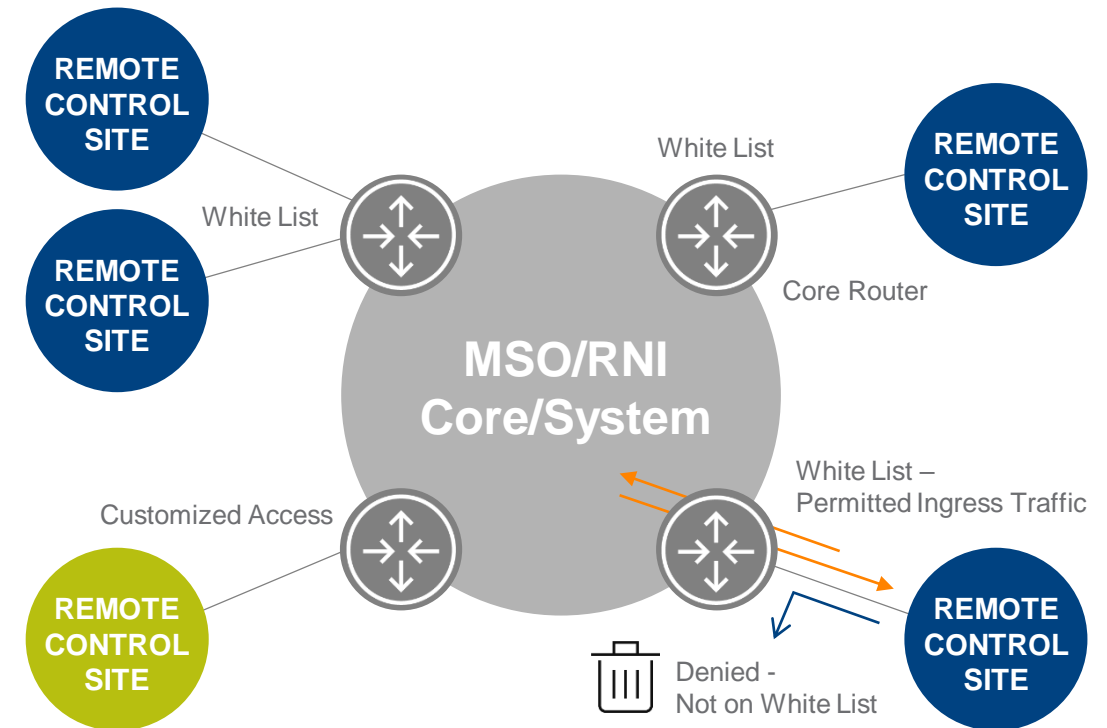 REMOTE
CONTROL
SITE
White List
REMOTE
CONTROL
SITE
White List
REMOTE
CONTROL
SITE
Core Router
MSO/RNI
Core/System
Customized Access
REMOTE
CONTROL
SITE
White List –
Permitted Ingress Traffic
REMOTE
CONTROL
SITE
Denied -
Not on White List